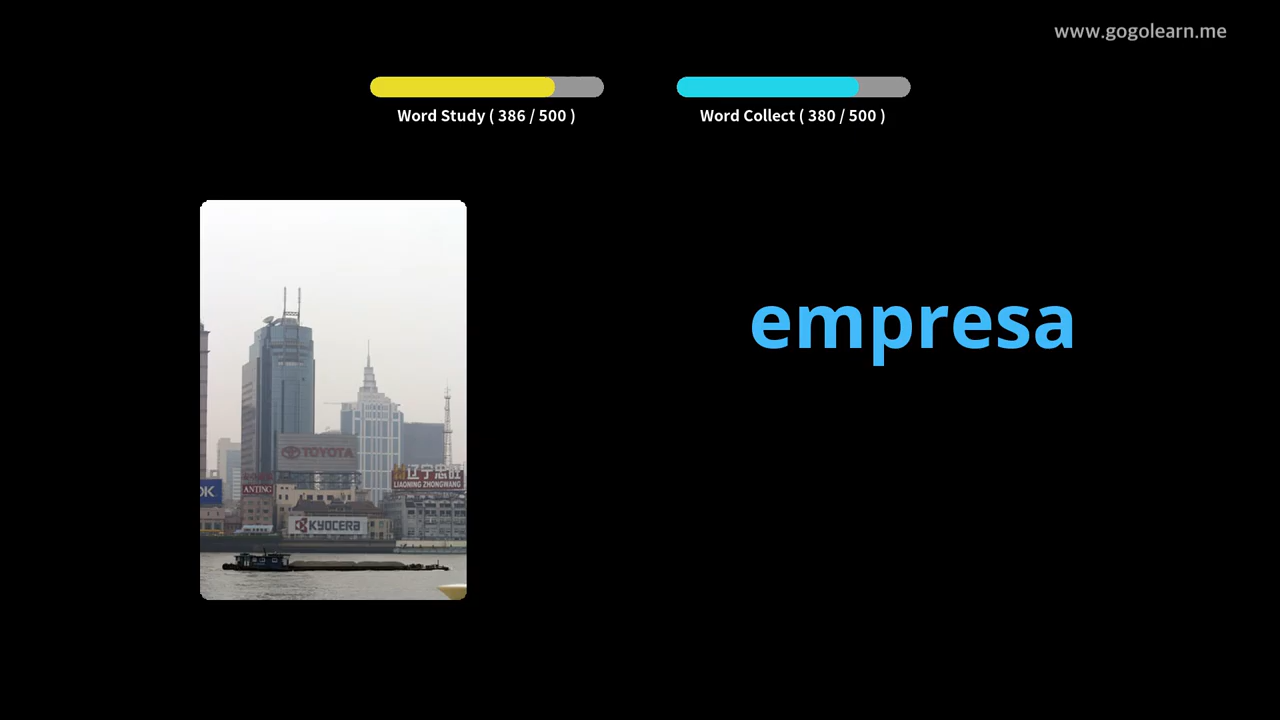 www.gogolearn.me
Word Study ( 386 / 500 )
Word Collect ( 380 / 500 )
empresa
TOYOTA
辽宁忠旺
LIAONING ZHONGWANG
OK
ANTING
KYOCERA